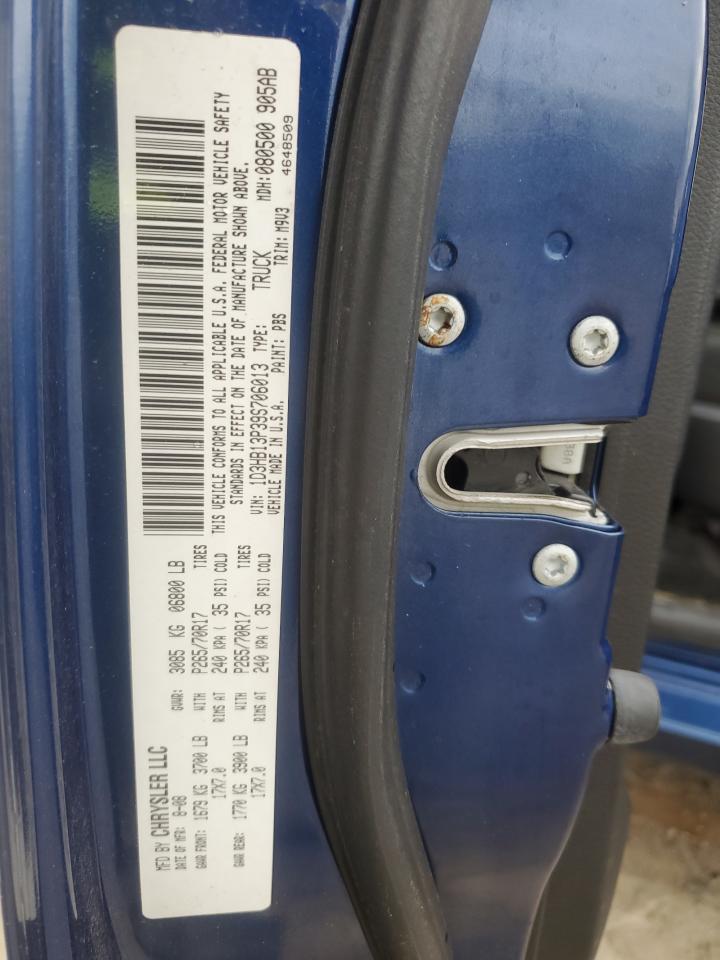 MFD BY CHRYSLER LLC
DATE OF MFR: 8-08 GVWR: 3085 KG 06800 LB
GAWR FRONT: 1679 KG 3700 LB WITH P265/70R17 TIRES
17X7.0 RIMS AT 240 KPA ( 35 PSI) COLD
GAWR REAR: 1770 KG 3900 LB WITH P265/70R17 TIRES
17X7.0 RIMS AT 240 KPA ( 35 PSI) COLD
THIS VEHICLE CONFORMS TO ALL APPLICABLE U.S.A. FEDERAL MOTOR VEHICLE SAFETY
STANDARDS IN EFFECT ON THE DATE OF MANUFACTURE SHOWN ABOVE.
VIN: 1D3HB13P39S706013 TYPE: TRUCK MDH:080500 905AB
VEHICLE MADE IN U.S.A. PAINT: PBS TRIM: M9V3 4648509